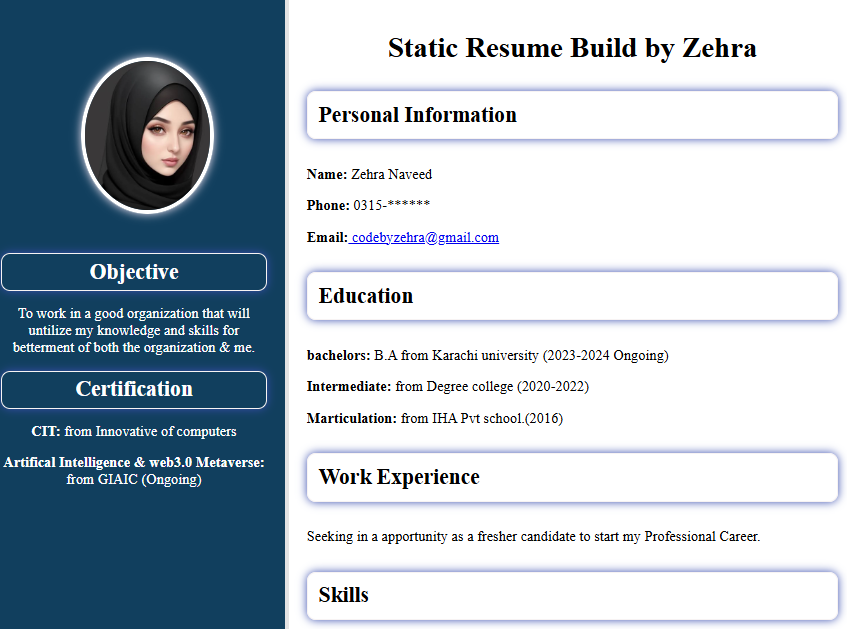 Objective
To work in a good organization that will
untilize my knowledge and skills for
betterment of both the organization & me.
Certification
CIT: from Innovative of computers
Artifical Intelligence & web3.0 Metaverse:
from GIAIC (Ongoing)
Static Resume Build by Zehra
Personal Information
Name: Zehra Naveed
Phone: 0315-******
Email: codebyzehra@gmail.com
Education
bachelors: B.A from Karachi university (2023-2024 Ongoing)
Intermediate: from Degree college (2020-2022)
Marticulation: from IHA Pvt school.(2016)
Work Experience
Seeking in a apportunity as a fresher candidate to start my Professional Career.
Skills